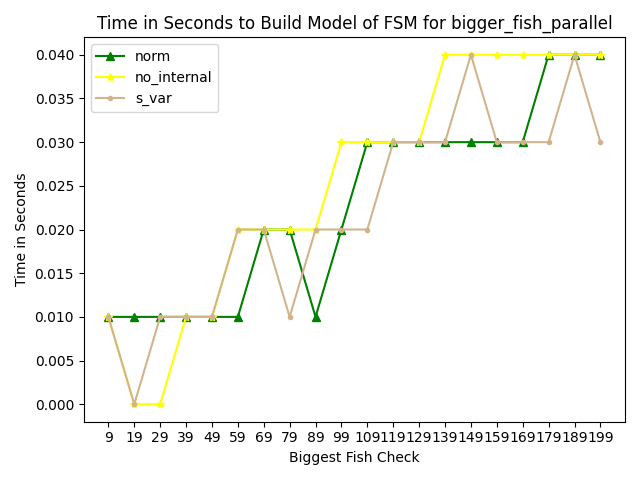 Time in Seconds to Build Model of FSM for bigger_fish_parallel
norm
no_internal
s_var
Time in Seconds
0.040
0.035
0.030
0.025
0.020
0.015
0.010
0.005
0.000
9 19 29 39 49 59 69 79 89 99 109 119 129 139 149 159 169 179 189 199
Biggest Fish Check